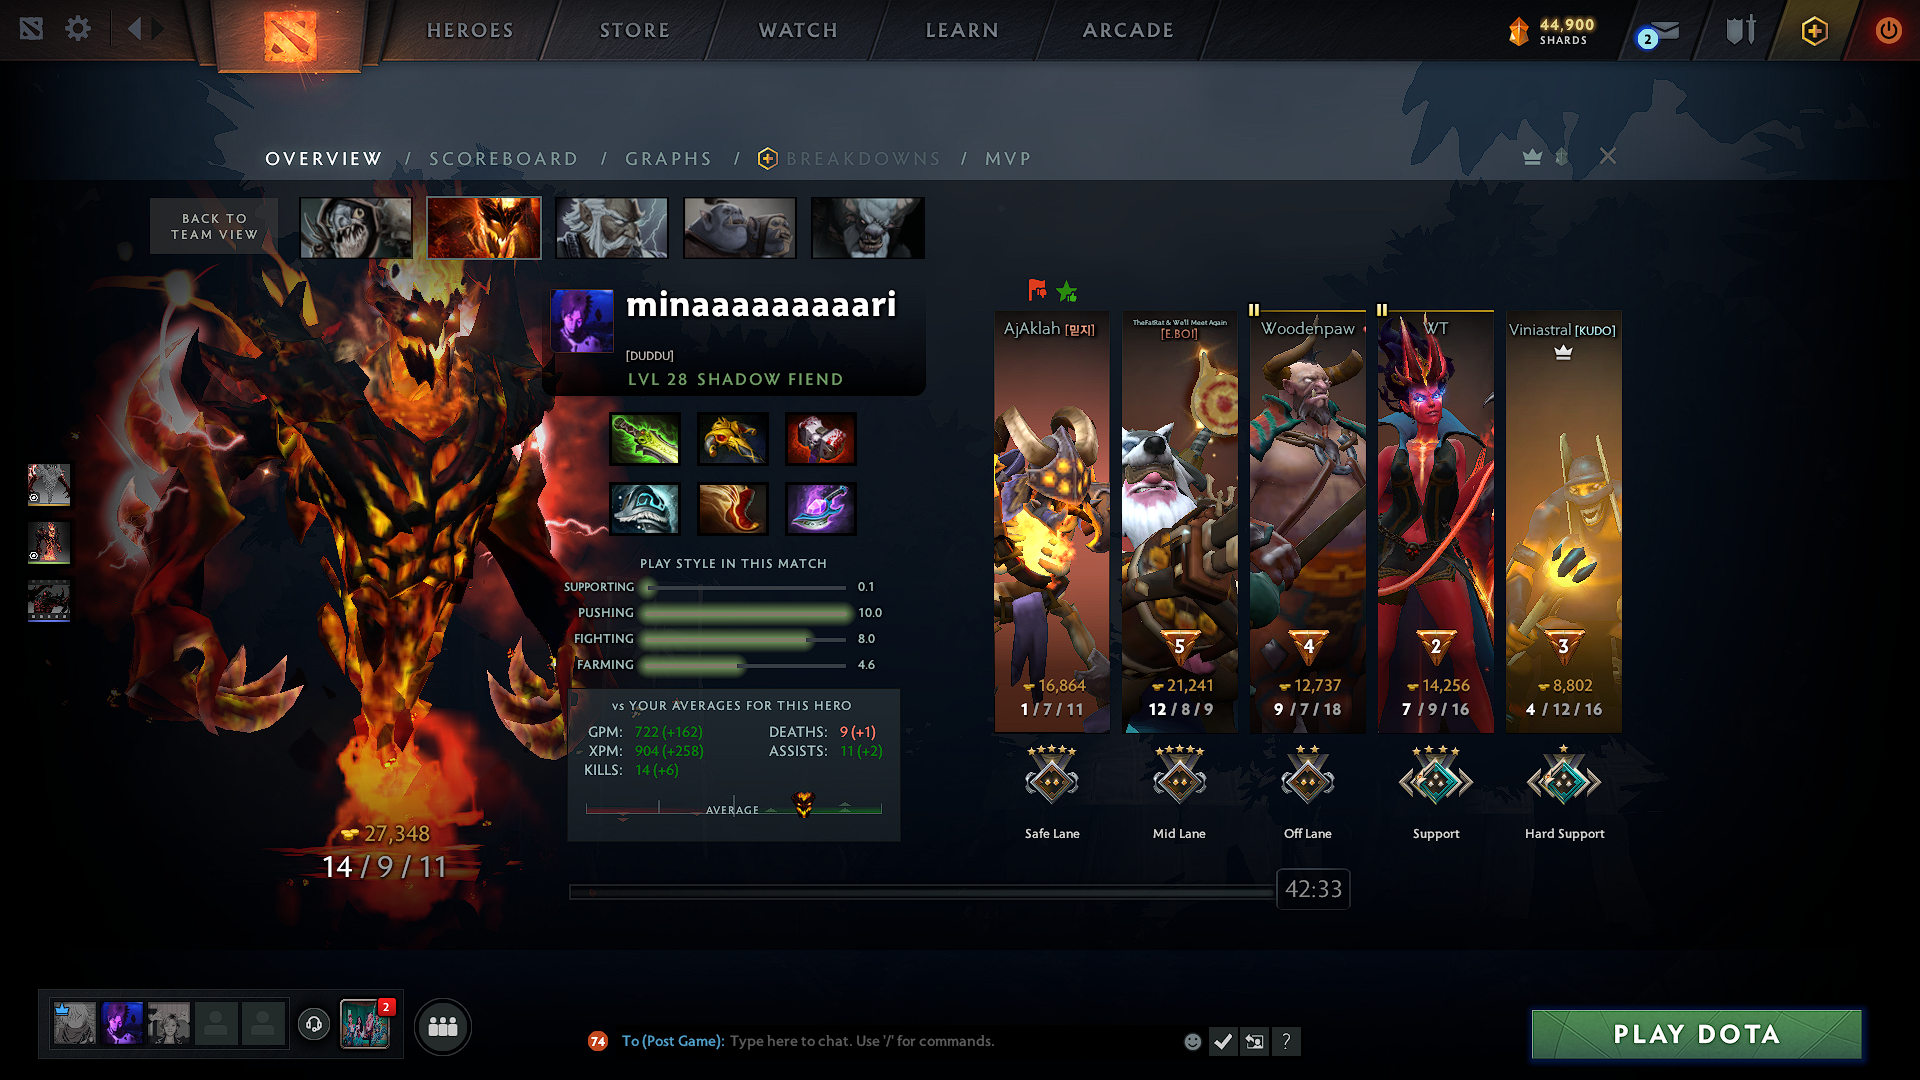 HEROES
STORE
WATCH
LEARN
ARCADE
44,900
SHARDS
2
OVERVIEW / SCOREBOARD / GRAPHS / BREAKDOWNS / MVP
BACK TO
TEAM VIEW
minaaaaaaaaari
[DUDDU]
LVL 28 SHADOW FIEND
PLAY STYLE IN THIS MATCH
SUPPORTING 0.1
PUSHING 10.0
FIGHTING 8.0
FARMING 4.6
vs YOUR AVERAGES FOR THIS HERO
GPM: 722 (+162) DEATHS: 9 (+1)
XPM: 904 (+258) ASSISTS: 11 (+2)
KILLS: 14 (+6)
AVERAGE
27,348
14 / 9 / 11
AjAklah [믿지]
16,864
1 / 7 / 11
Safe Lane
TheFatRat & We'll Meet Again
[E.BOI]
5
21,241
12 / 8 / 9
Mid Lane
Woodenpaw
4
12,737
9 / 7 / 18
Off Lane
WT
2
14,256
7 / 9 / 16
Support
Viniastral [KUDO]
3
8,802
4 / 12 / 16
Hard Support
42:33
2
74 To (Post Game): Type here to chat. Use '/' for commands.
?
PLAY DOTA